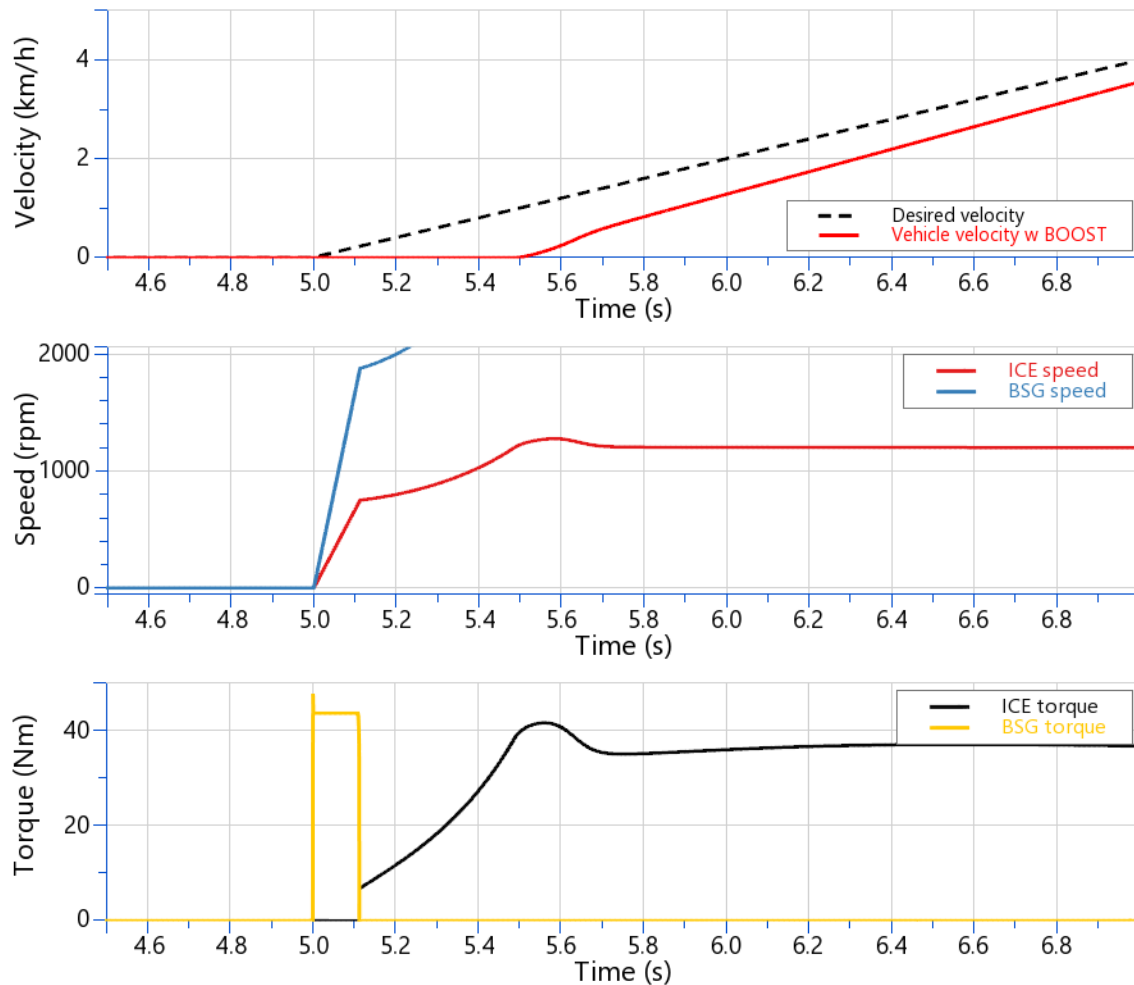 Velocity (km/h)
4
2
0
Desired velocity
Vehicle velocity w BOOST
4.6 4.8 5.0 5.2 5.4 5.6 5.8 6.0 6.2 6.4 6.6 6.8
Time (s)
Speed (rpm)
2000
1000
0
ICE speed
BSG speed
4.6 4.8 5.0 5.2 5.4 5.6 5.8 6.0 6.2 6.4 6.6 6.8
Time (s)
Torque (Nm)
40
20
0
ICE torque
BSG torque
4.6 4.8 5.0 5.2 5.4 5.6 5.8 6.0 6.2 6.4 6.6 6.8
Time (s)